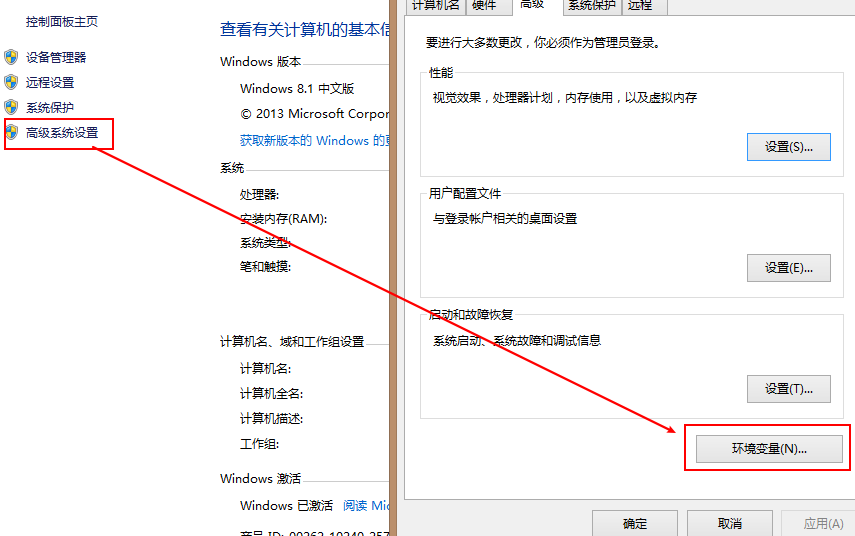 控制面板主页
设备管理器
远程设置
系统保护
高级系统设置
查看有关计算机的基本信
Windows 版本
Windows 8.1 中文版
© 2013 Microsoft Corpor
获取新版本的 Windows 的更
系统
处理器:
安装内存(RAM):
系统类型:
笔和触摸:
计算机名、域和工作组设置
计算机名:
计算机全名:
计算机描述:
工作组:
Windows 激活
Windows 已激活 阅读 Mic
产品 ID: 00262-10240-257
计算机名 硬件 高级 系统保护 远程
要进行大多数更改，你必须作为管理员登录。
性能
视觉效果，处理器计划，内存使用，以及虚拟内存
设置(S)...
用户配置文件
与登录帐户相关的桌面设置
设置(E)...
启动和故障恢复
系统启动、系统故障和调试信息
设置(T)...
环境变量(N)...
确定 取消 应用(A)